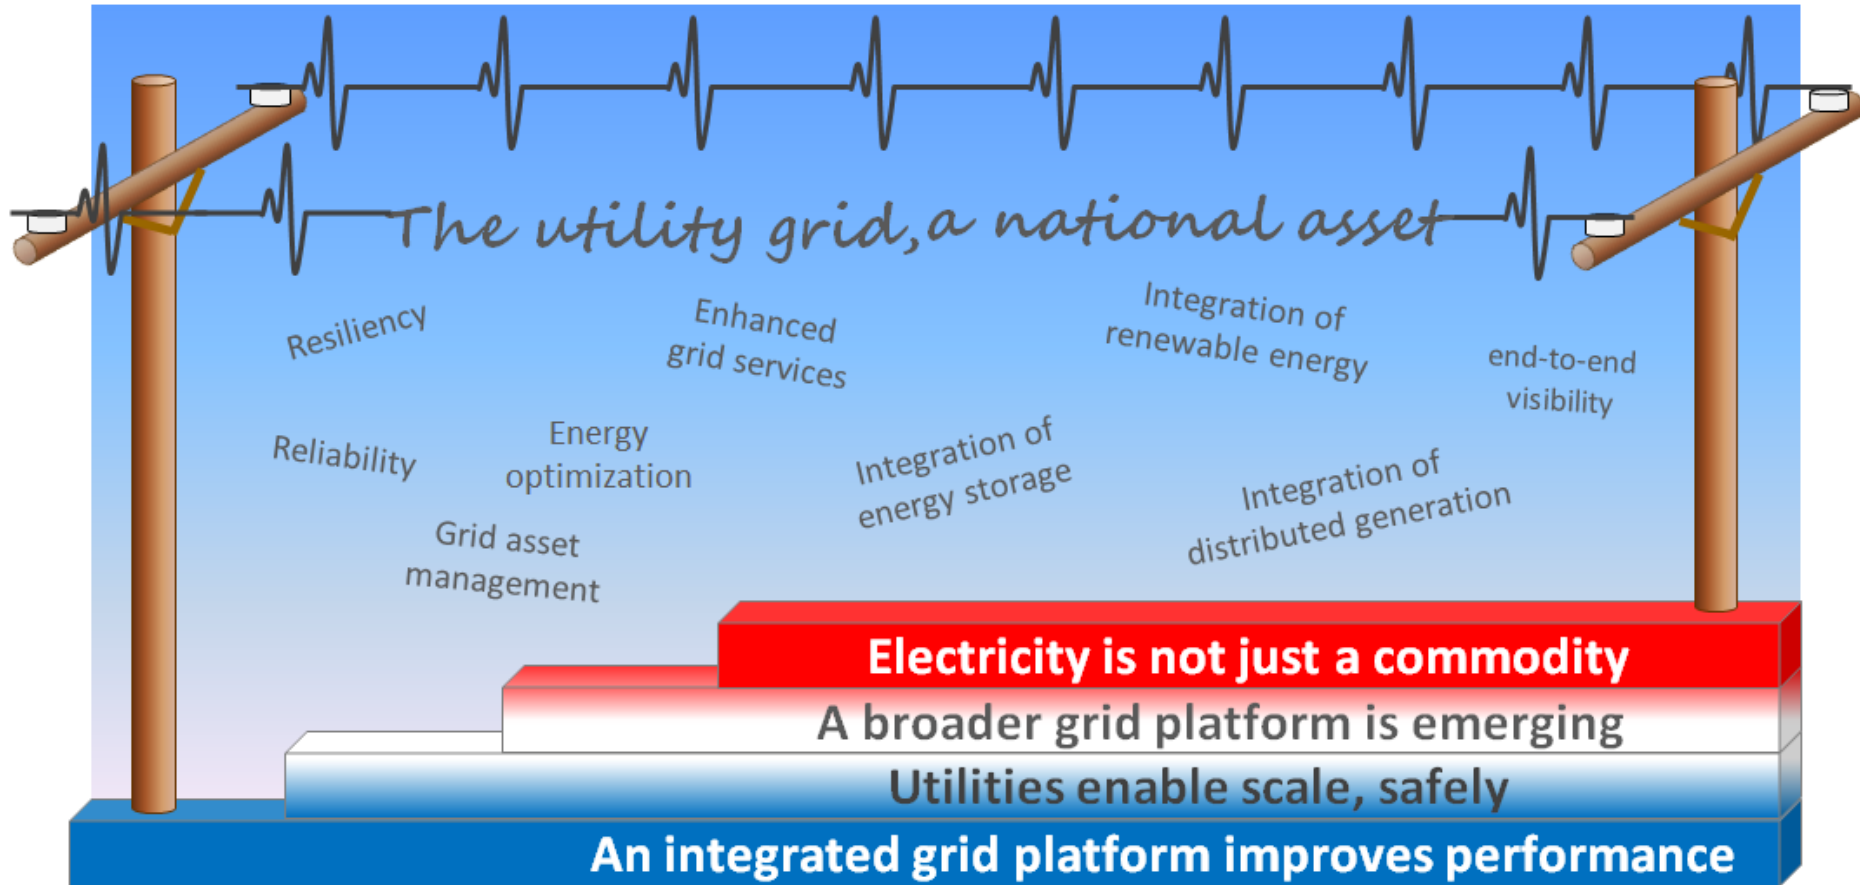 The utility grid, a national asset
Resiliency
Enhanced
grid services
Integration of
renewable energy
end-to-end
visibility
Reliability
Energy
optimization
Integration of
energy storage
Integration of
distributed generation
Grid asset
management
Electricity is not just a commodity
A broader grid platform is emerging
Utilities enable scale, safely
An integrated grid platform improves performance